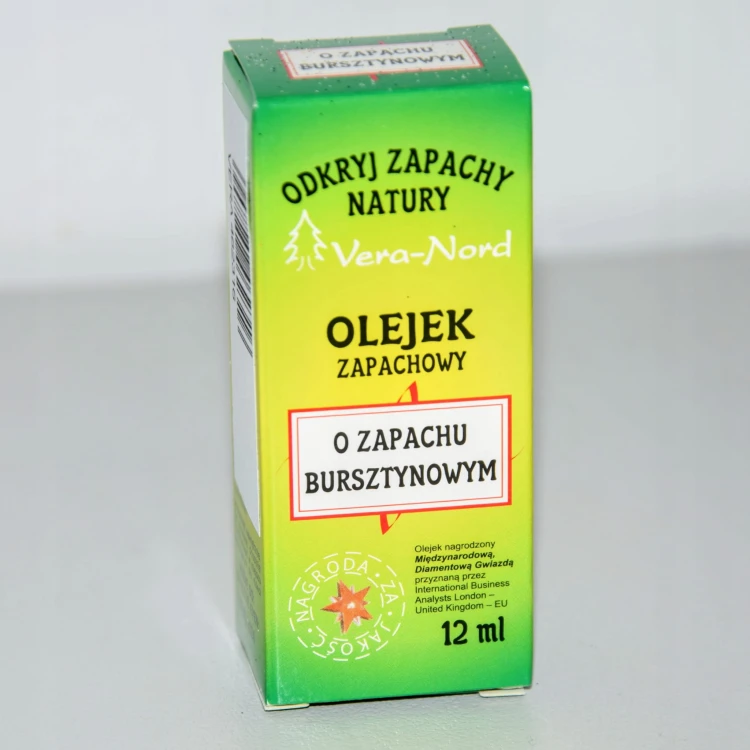 O ZAPACHU
BURSZTYNOWYM
ODKRYJ ZAPACHY
NATURY
Vera-Nord
OLEJEK
ZAPACHOWY
O ZAPACHU
BURSZTYNOWYM
NAGRODA • ZA • JAKOŚĆ •
Olejek nagrodzony
Międzynarodową,
Diamentową Gwiazdą
przyznaną przez
International Business
Analysts London –
United Kingdom – EU
12 ml